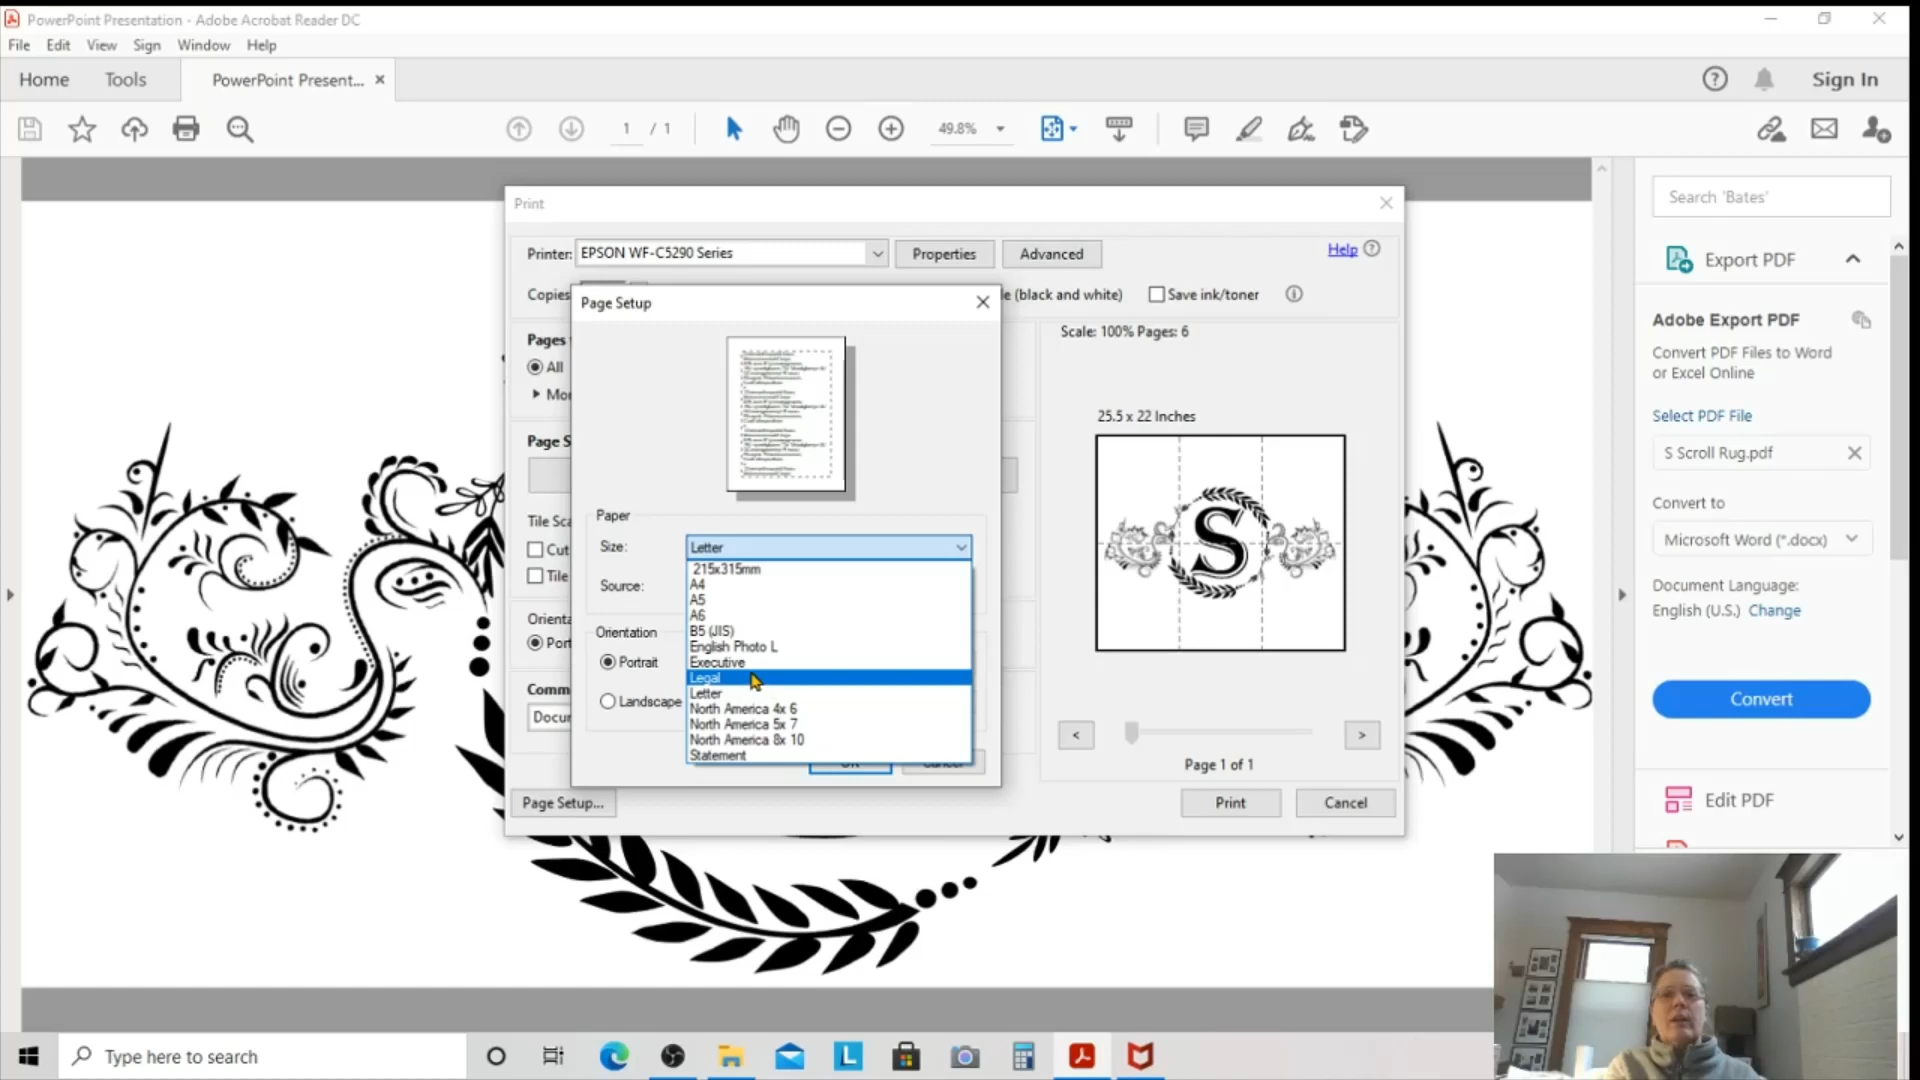 PowerPoint Presentation - Adobe Acrobat Reader DC
File Edit View Sign Window Help
Home Tools PowerPoint Present... Sign In
1 / 1 49.8%
Print
Printer: EPSON WF-C5290 Series Properties Advanced Help
Copies (black and white) Save ink/toner
Page Setup
Scale: 100% Pages: 6
Pages
All
25.5 x 22 Inches
Page S
Paper
Size: Letter
215x315mm
A4
A5
A6
B5 (JIS)
English Photo L
Executive
Legal
Letter
North America 4x 6
North America 5x 7
North America 8x 10
Statement
Source:
Orientation
Portrait
Landscape
Tile Sca
Cut
Tile
Orienta
Port
Comm
Docur
S
< >
Page 1 of 1
Page Setup... Print Cancel
Search 'Bates'
Export PDF
Adobe Export PDF
Convert PDF Files to Word
or Excel Online
Select PDF File
S Scroll Rug.pdf
Convert to
Microsoft Word (*.docx)
Document Language:
English (U.S.) Change
Convert
Edit PDF
Type here to search
L